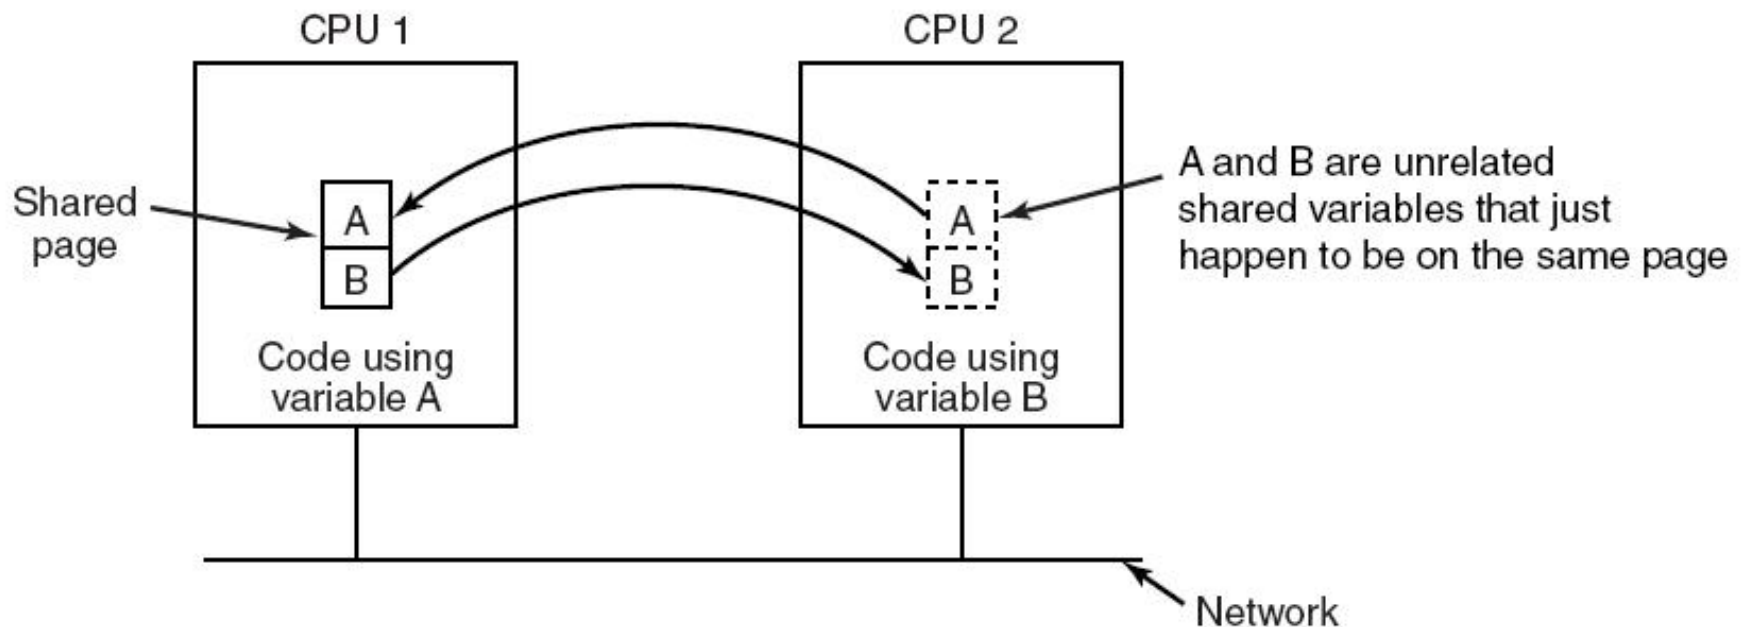 CPU 1
CPU 2
Shared
page
A
B
A
B
A and B are unrelated
shared variables that just
happen to be on the same page
Code using
variable A
Code using
variable B
Network